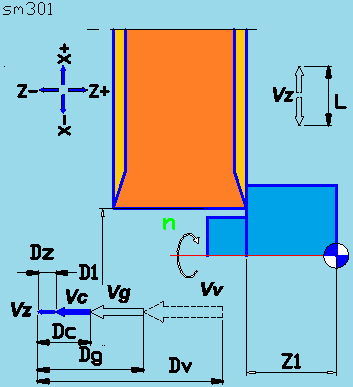 sm301
X+
Z- Z+
X-
Vz L
n
Dz
D1
Vz Vc Vg Vv
Dc
Dg
Dv
Z1